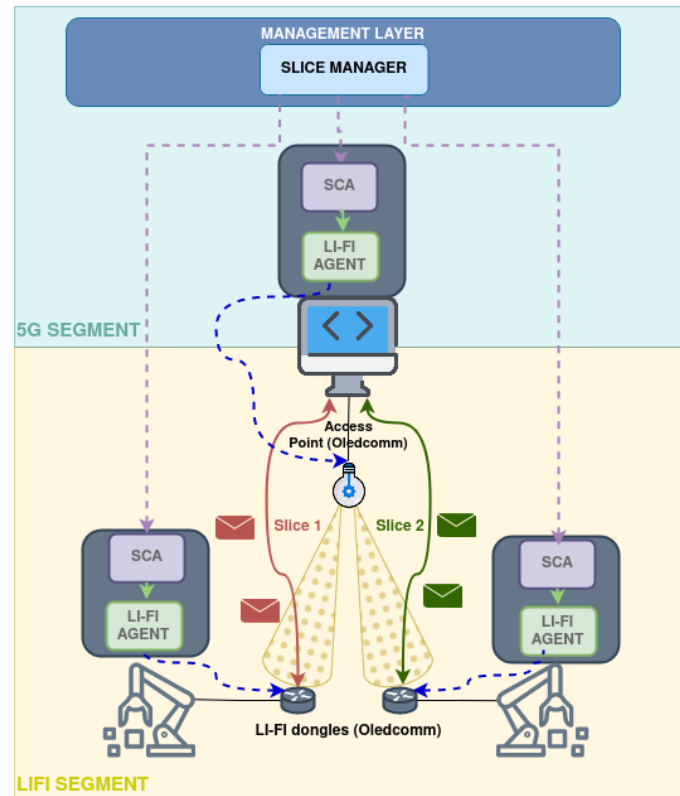 MANAGEMENT LAYER
SLICE MANAGER
SCA
LI-FI
AGENT
5G SEGMENT
Access
Point (Oledcomm)
Slice 1
Slice 2
SCA
LI-FI
AGENT
SCA
LI-FI
AGENT
LI-FI dongles (Oledcomm)
LIFI SEGMENT